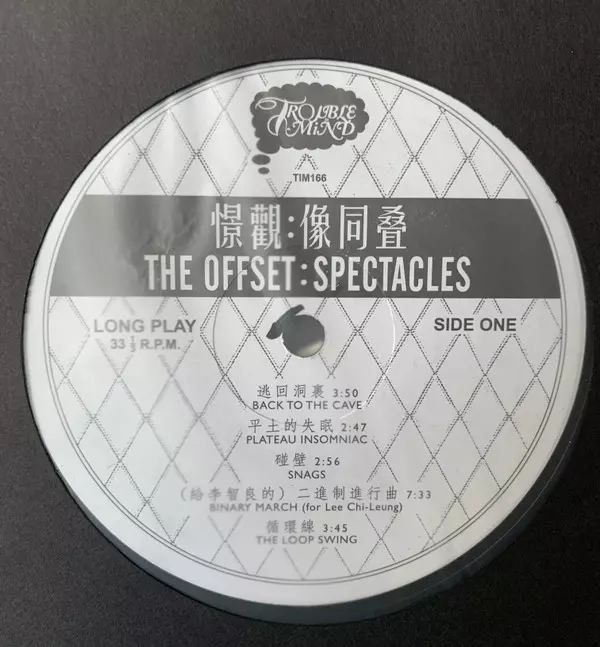 TROUBLE
IN MIND
TIM166
憬觀:像同叠
THE OFFSET:SPECTACLES
LONG PLAY
33 1/3 R.P.M.
SIDE ONE
逃回洞裏 3:50
BACK TO THE CAVE
平主的失眠 2:47
PLATEAU INSOMNIAC
碰壁 2:56
SNAGS
(給李智良的) 二進制進行曲 7:33
BINARY MARCH (for Lee Chi-Leung)
循環線 3:45
THE LOOP SWING